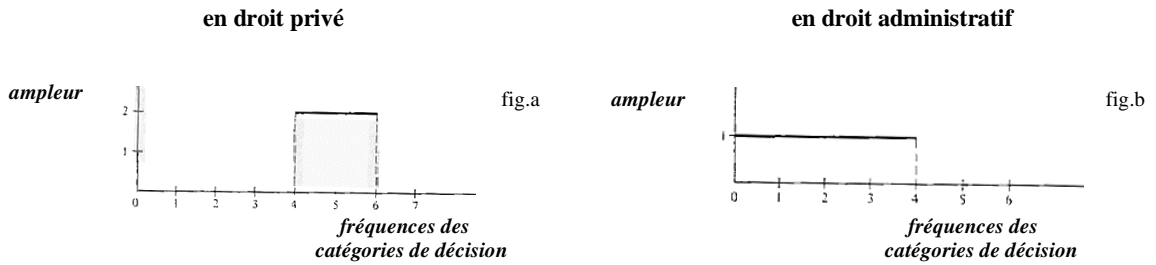 en droit privé
en droit administratif
ampleur
2
1
fig.a
0 1 2 3 4 5 6 7
fréquences des
catégories de décision
ampleur
1
fig.b
0 1 2 3 4 5 6
fréquences des
catégories de décision